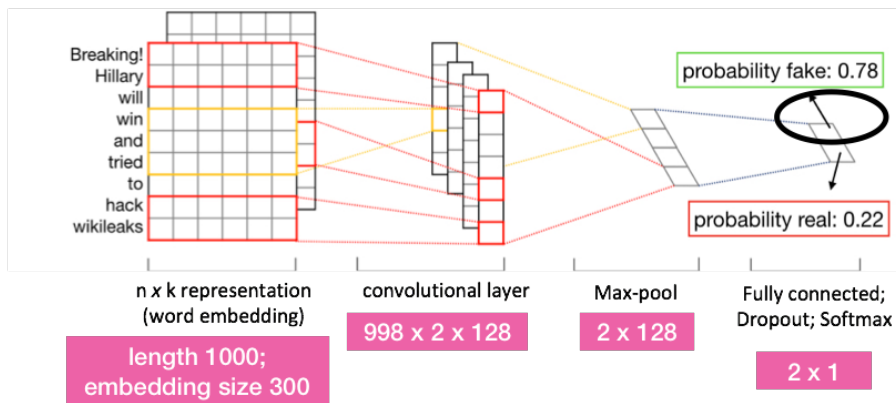 Breaking!
Hillary
will
win
and
tried
to
hack
wikileaks
probability fake: 0.78
probability real: 0.22
n x k representation
(word embedding)
convolutional layer
Max-pool
Fully connected;
Dropout; Softmax
length 1000;
embedding size 300
998 x 2 x 128
2 x 128
2 x 1